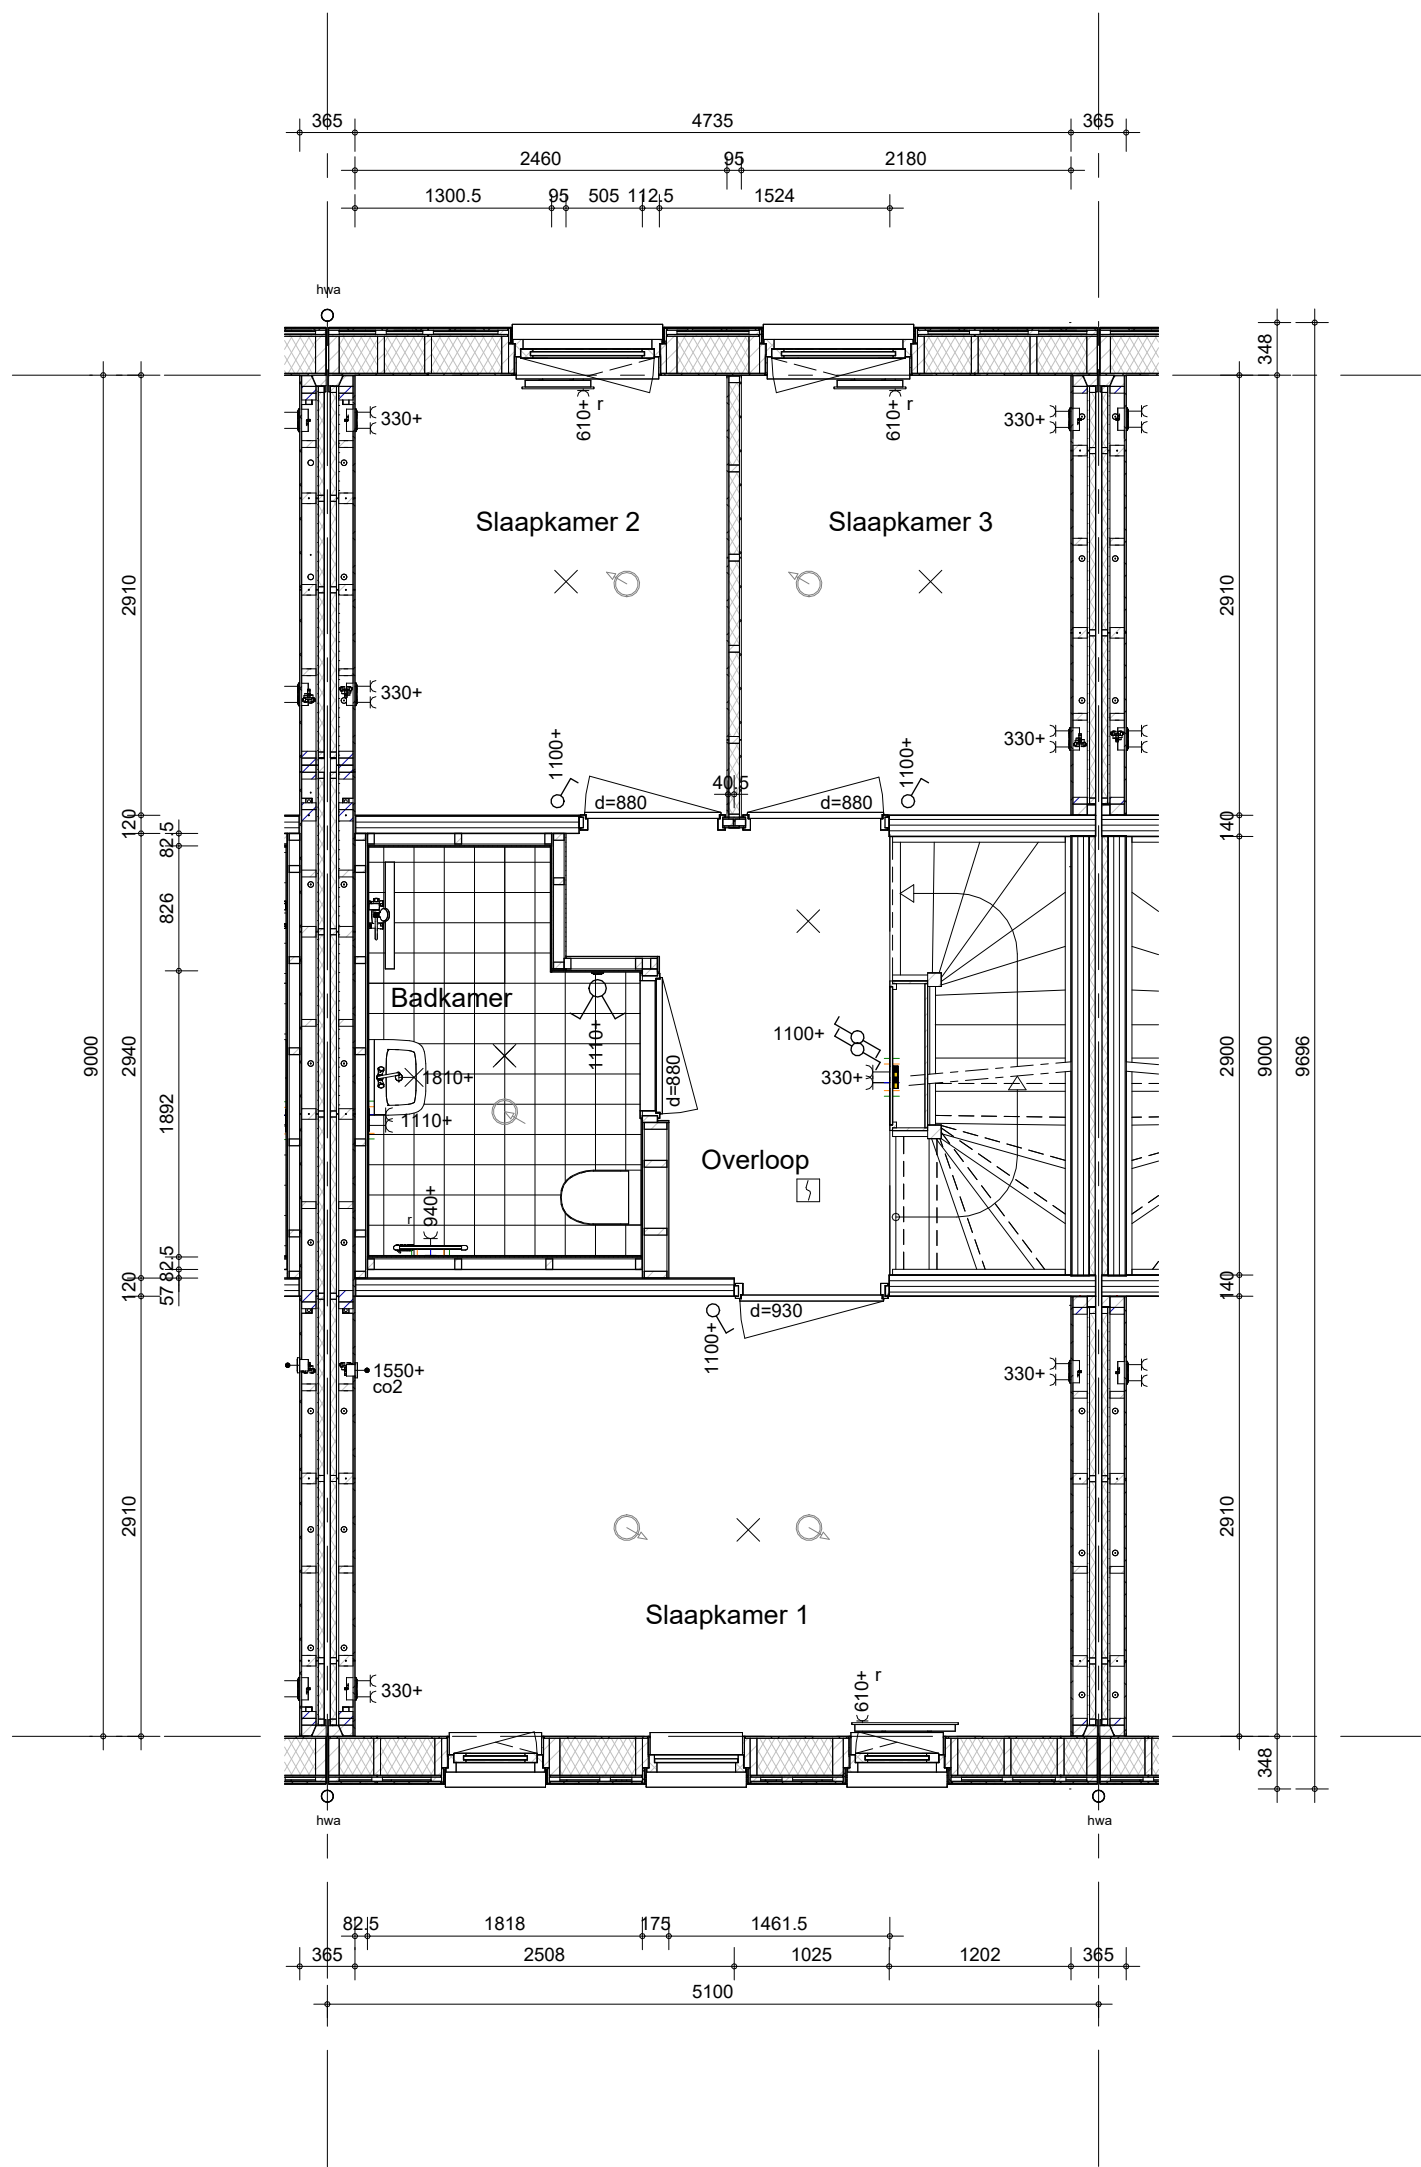 365 4735 365
2460 95 2180
1300.5 95 505 112.5 1524
hwa
348
610+ r
610+ r
330+
330+
Slaapkamer 2
Slaapkamer 3
2910
2910
330+
330+
1100+
1100+
40.5
d=880
d=880
120
82.5
140
826
Badkamer
1110+
1100+
330+
d=880
1810+
1110+
9000
2940
1892
2900
9000
9696
Overloop
940+
r
82.5
57
120
140
d=930
1100+
1550+
co2
330+
2910
2910
Slaapkamer 1
610+ r
330+
348
hwa
hwa
82.5 1818 175 1461.5
365 2508 1025 1202 365
5100